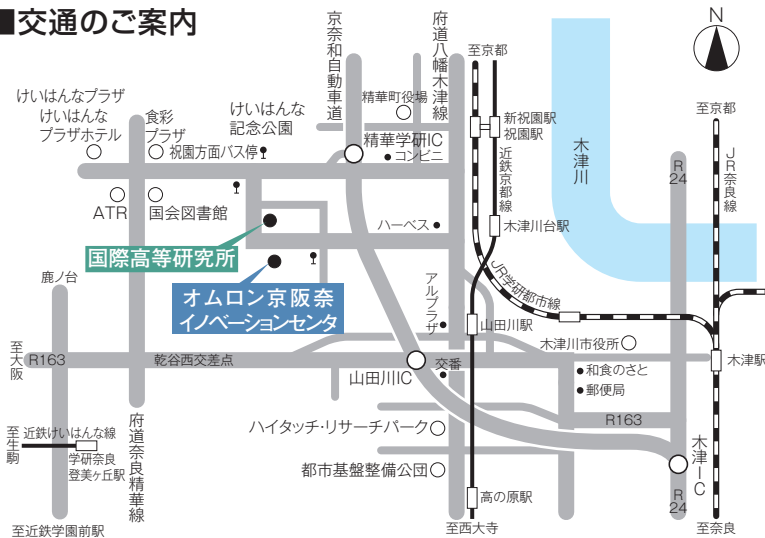 ■交通のご案内
N
京奈和自動車道
府道八幡木津線
至京都
至京都
けいはんなプラザ
けいはんな
プラザホテル
食彩
プラザ
けいはんな
記念公園
精華町役場
新祝園駅
祝園駅
祝園方面バス停
精華学研IC
コンビニ
近鉄京都線
木津川
R
24
JR奈良線
ATR
国会図書館
ハーベス
木津川台駅
国際高等研究所
鹿ノ台
オムロン京阪奈
イノベーションセンタ
アルプラザ
JR学研都市線
山田川駅
木津川市役所
至大阪
R163
乾谷西交差点
山田川IC
交番
和食のさと
郵便局
木津駅
R163
ハイタッチ・リサーチパーク
至生駒
近鉄けいはんな線
学研奈良
登美ヶ丘駅
府道奈良精華線
都市基盤整備公団
木津IC
高の原駅
R
24
至近鉄学園前駅
至西大寺
至奈良